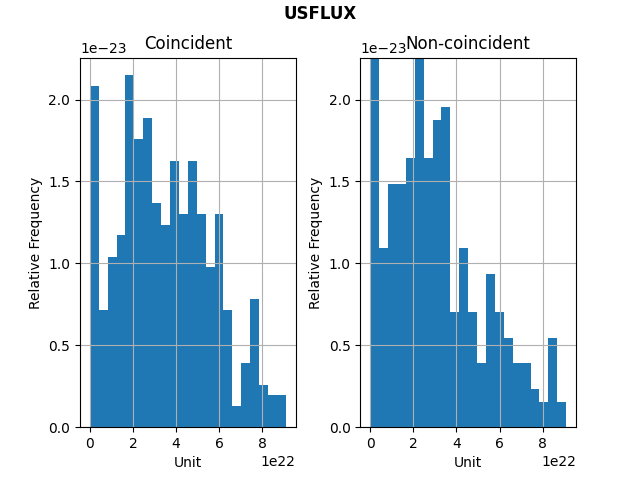 USFLUX
Coincident
Non-coincident
1e−23
1e−23
2.0
1.5
1.0
0.5
0.0
2.0
1.5
1.0
0.5
0.0
Relative Frequency
Relative Frequency
0 2 4 6 8
0 2 4 6 8
1e22
1e22
Unit
Unit